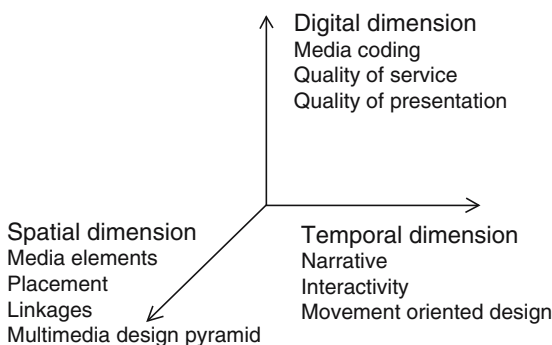 Digital dimension
Media coding
Quality of service
Quality of presentation
Spatial dimension
Media elements
Placement
Linkages
Multimedia design pyramid
Temporal dimension
Narrative
Interactivity
Movement oriented design